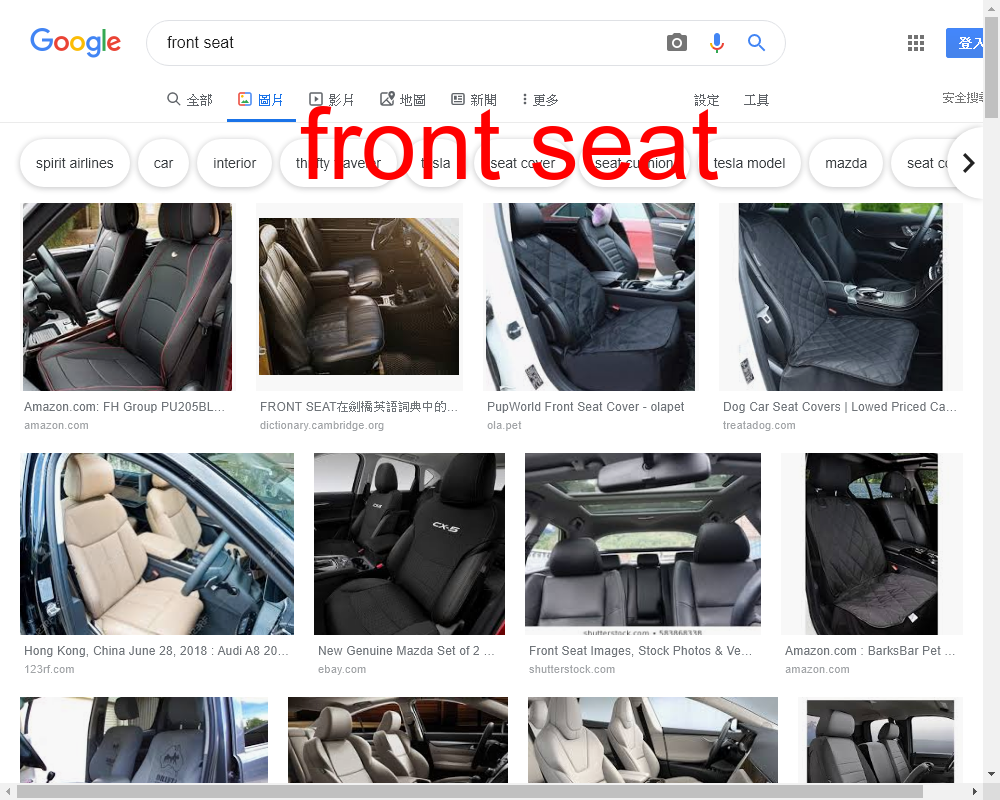 Google
front seat
登入
全部
圖片
影片
地圖
新聞
更多
設定
工具
安全搜尋
front seat
spirit airlines
car
interior
thrifty traveler
tesla
seat cover
seat cushion
tesla model
mazda
seat co
Amazon.com: FH Group PU205BL...
amazon.com
FRONT SEAT在劍橋英語詞典中的...
dictionary.cambridge.org
PupWorld Front Seat Cover - olapet
ola.pet
Dog Car Seat Covers | Lowed Priced Ca...
treatadog.com
CX-5
Hong Kong, China June 28, 2018 : Audi A8 20...
123rf.com
New Genuine Mazda Set of 2 ...
ebay.com
shutterstock.com • 583868338
Front Seat Images, Stock Photos & Ve...
shutterstock.com
Amazon.com : BarksBar Pet ...
amazon.com